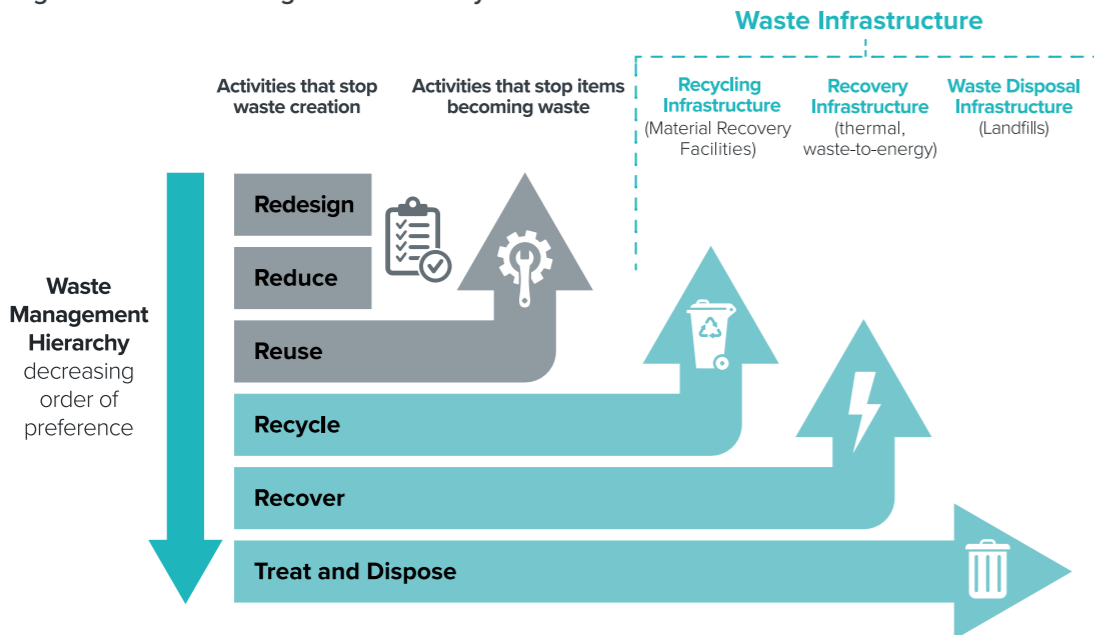 Waste Infrastructure
Activities that stop
waste creation
Activities that stop items
becoming waste
Recycling
Infrastructure
(Material Recovery
Facilities)
Recovery
Infrastructure
(thermal,
waste-to-energy)
Waste Disposal
Infrastructure
(Landfills)
Waste
Management
Hierarchy
decreasing
order of
preference
Redesign
Reduce
Reuse
Recycle
Recover
Treat and Dispose